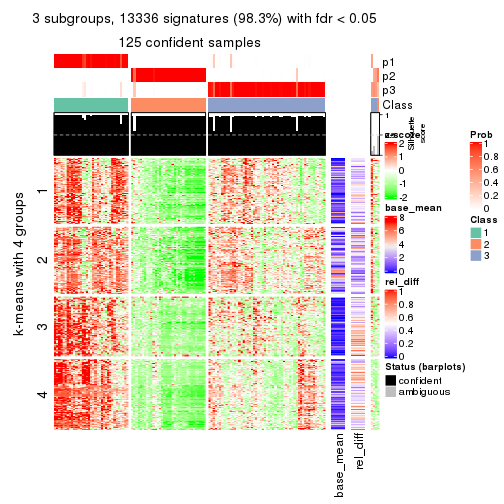 3 subgroups, 13336 signatures (98.3%) with fdr < 0.05
125 confident samples
p1
p2
p3
Class
1
Silhouette
score
k-means with 4 groups
1
2
3
4
base_mean
rel_diff
z-score
2
1
0
-1
-2
base_mean
8
6
4
2
0
rel_diff
1
0.8
0.6
0.4
0.2
0
Status (barplots)
confident
ambiguous
Prob
1
0.8
0.6
0.4
0.2
0
Class
1
2
3